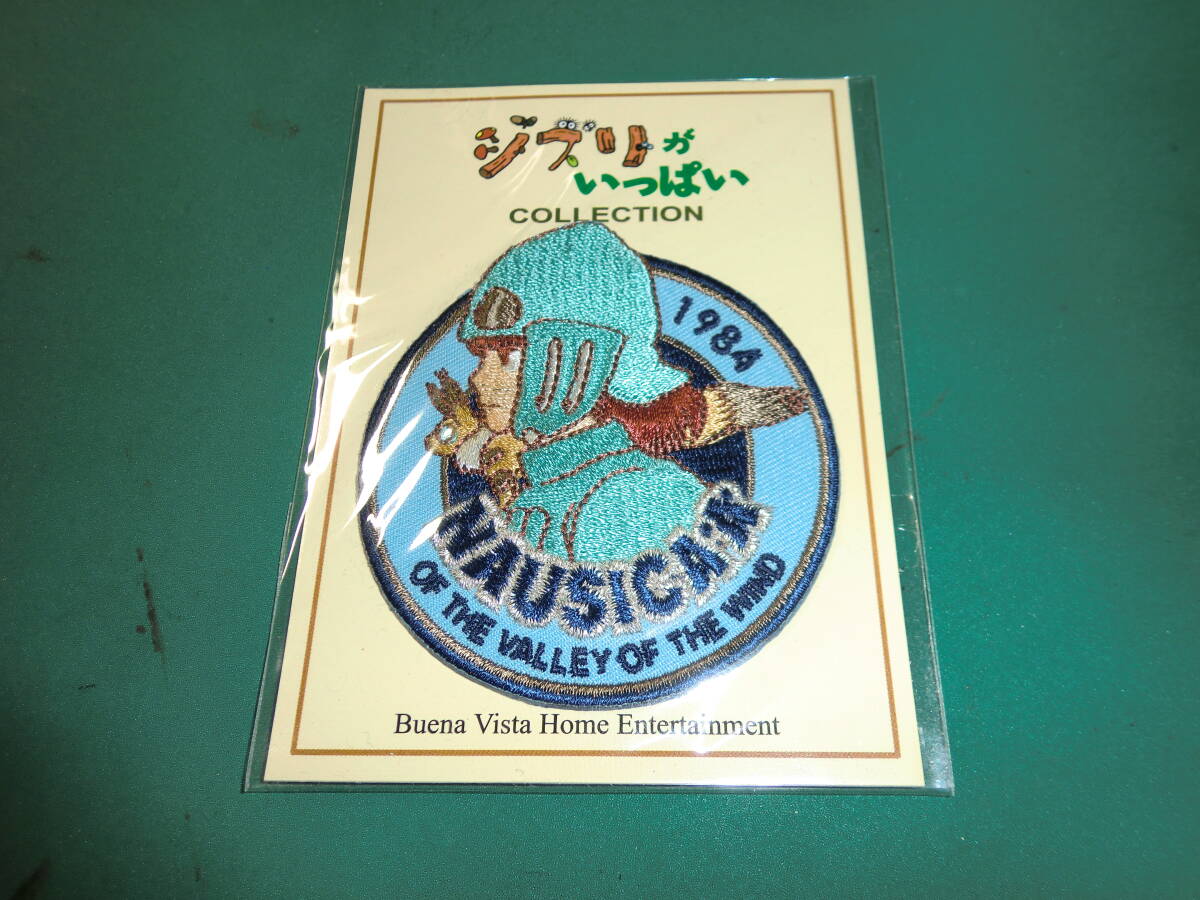 ジブリが
いっぱい
COLLECTION
1984
NAUSICAÄ
OF THE VALLEY OF THE WIND
Buena Vista Home Entertainment